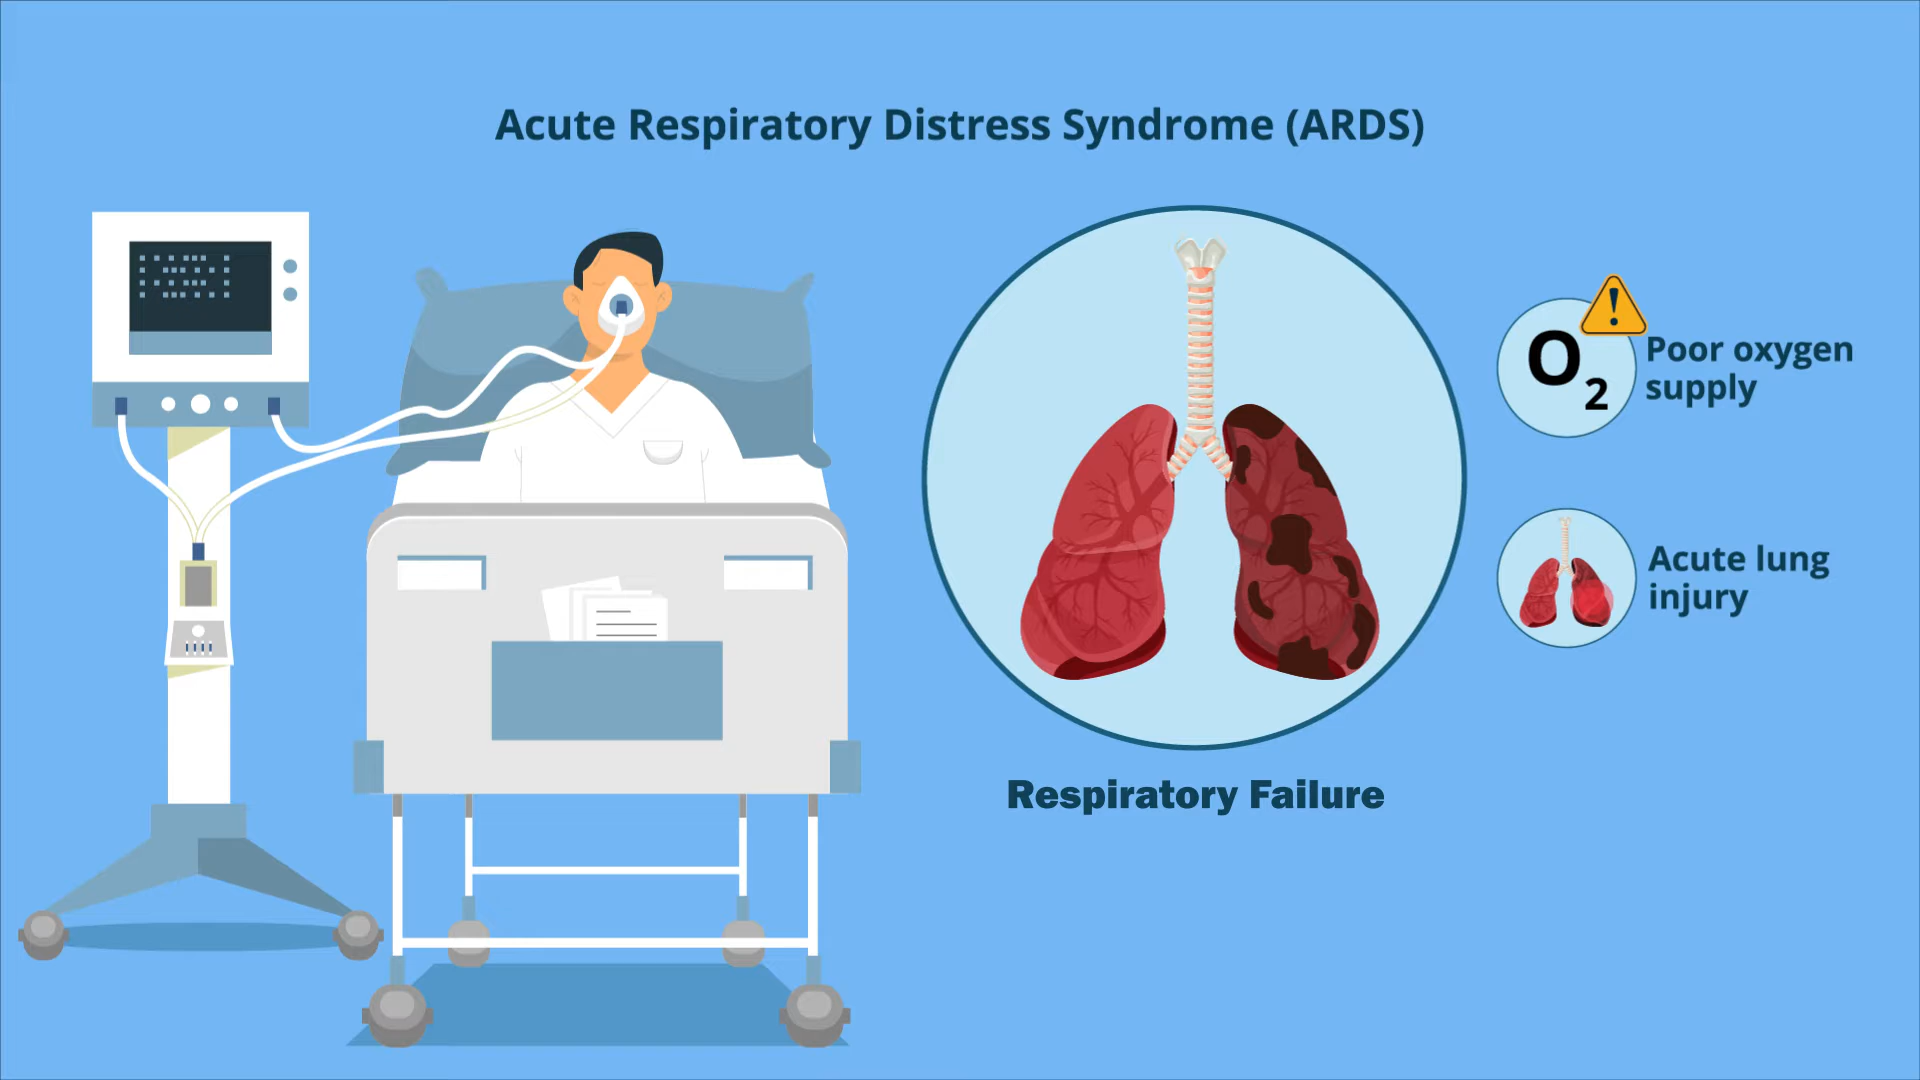 Acute Respiratory Distress Syndrome (ARDS)
O2
Poor oxygen
supply
Acute lung
injury
Respiratory Failure